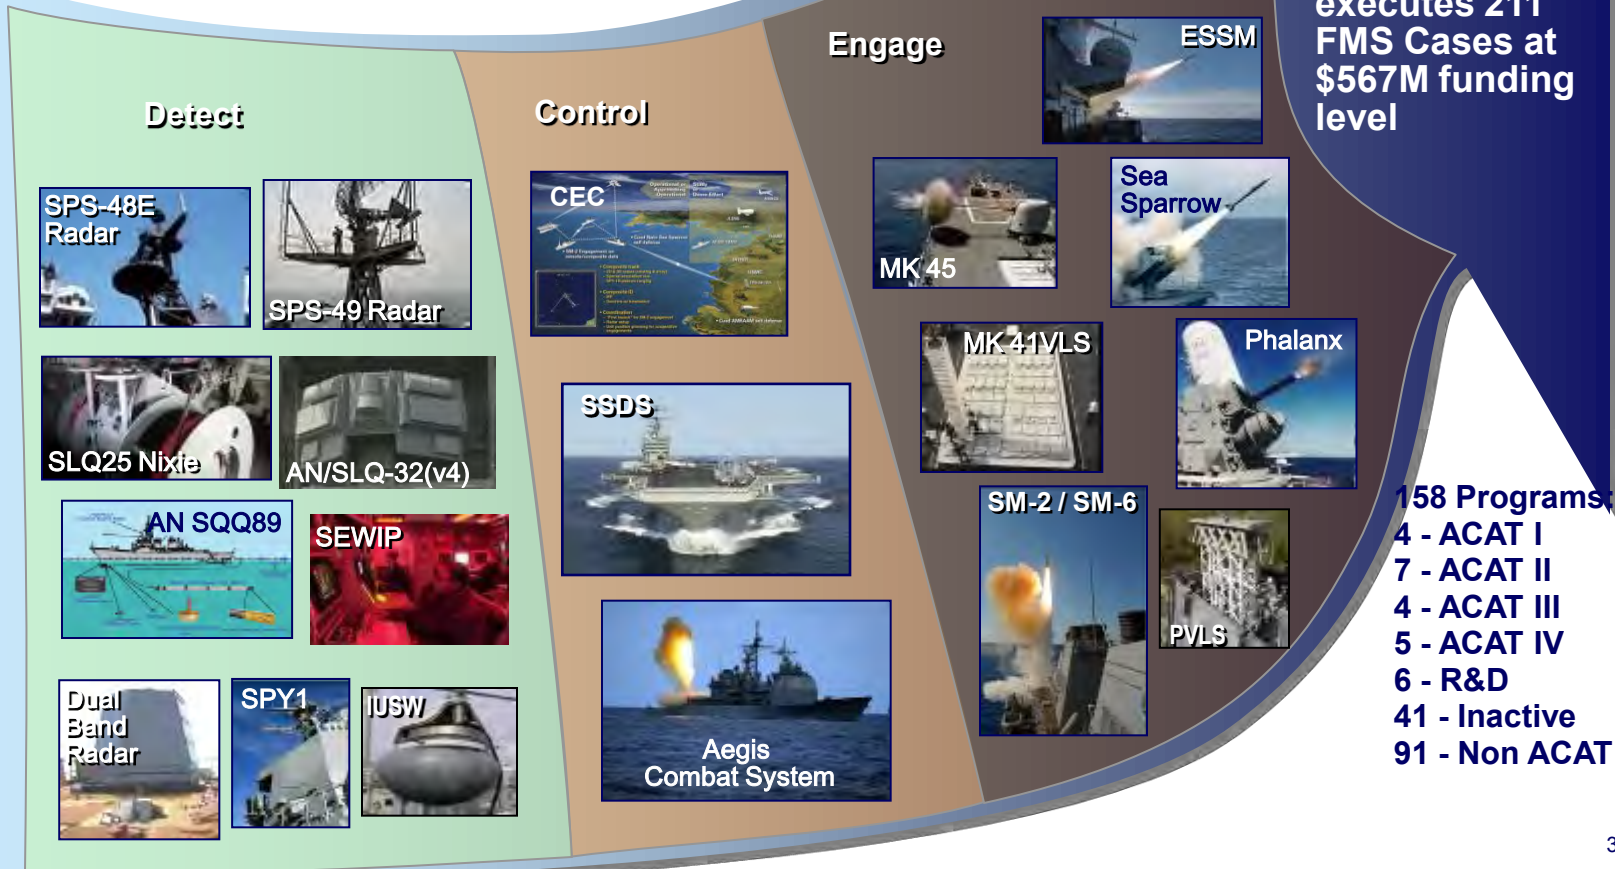 executes 211
FMS Cases at
$567M funding
level
Detect
Control
Engage
SPS-48E
Radar
SPS-49 Radar
SLQ25 Nixie
AN/SLQ-32(v4)
AN SQQ89
SEWIP
Dual
Band
Radar
SPY1
IUSW
CEC
SSDS
Aegis
Combat System
ESSM
MK 45
Sea
Sparrow
MK 41VLS
Phalanx
SM-2 / SM-6
PVLS
158 Programs:
4 - ACAT I
7 - ACAT II
4 - ACAT III
5 - ACAT IV
6 - R&D
41 - Inactive
91 - Non ACAT
3